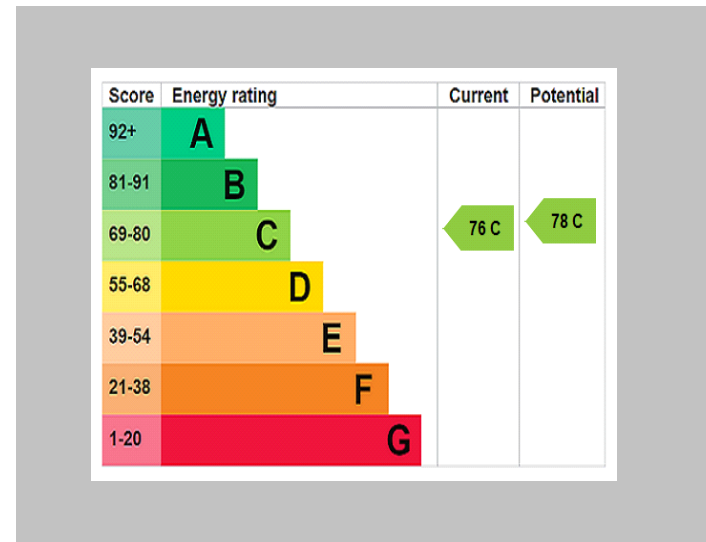 Score Energy rating Current Potential
92+ A
81-91 B
69-80 C 76 C 78 C
55-68 D
39-54 E
21-38 F
1-20 G